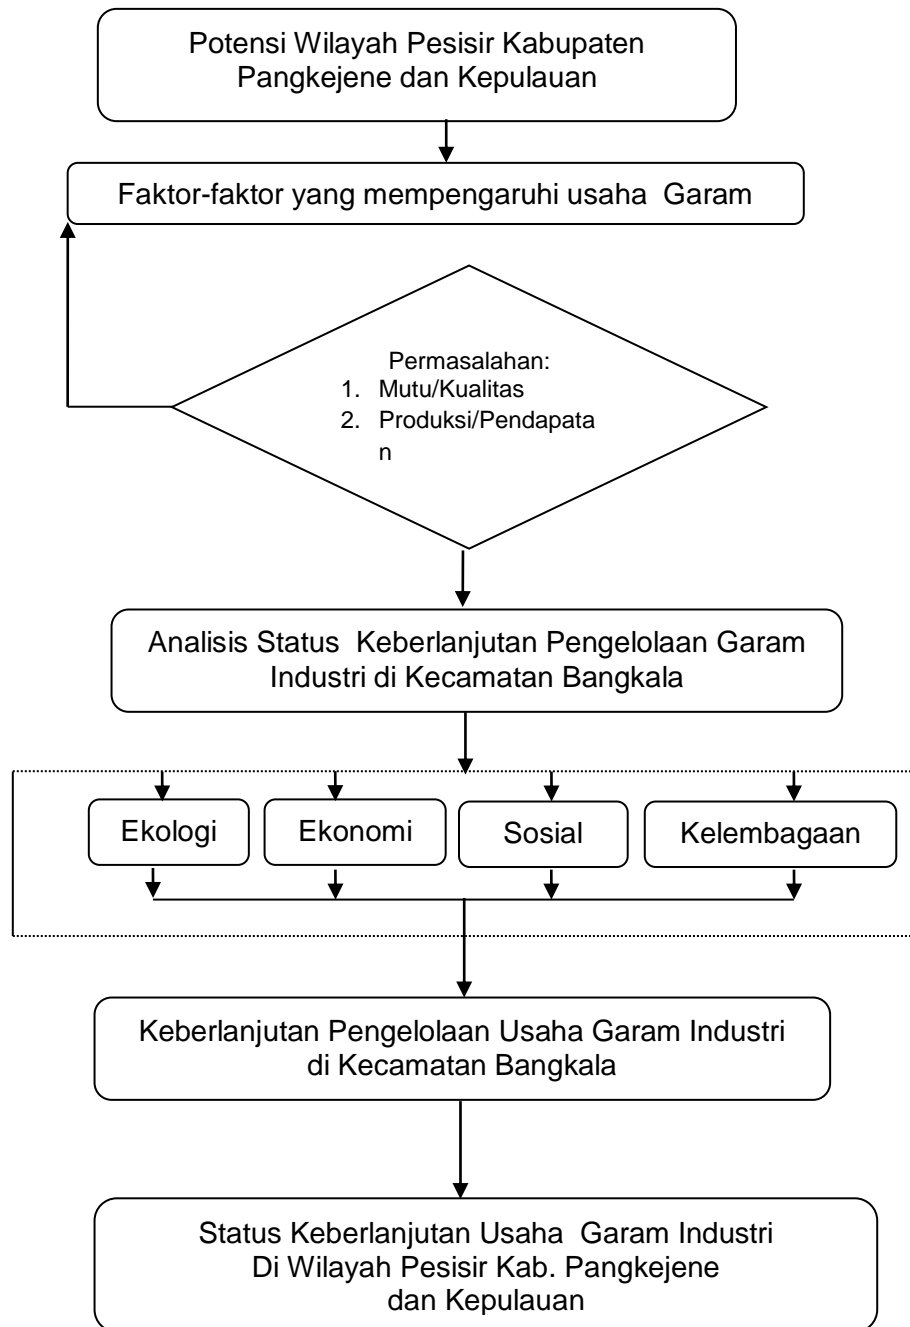 Potensi Wilayah Pesisir Kabupaten
Pangkejene dan Kepulauan
Faktor-faktor yang mempengaruhi usaha  Garam
Permasalahan:
1. Mutu/Kualitas
2. Produksi/Pendapata
n
Analisis Status  Keberlanjutan Pengelolaan Garam
Industri di Kecamatan Bangkala
Ekologi
Ekonomi
Sosial
Kelembagaan
Keberlanjutan Pengelolaan Usaha Garam Industri
di Kecamatan Bangkala
Status Keberlanjutan Usaha  Garam Industri
Di Wilayah Pesisir Kab. Pangkejene
dan Kepulauan